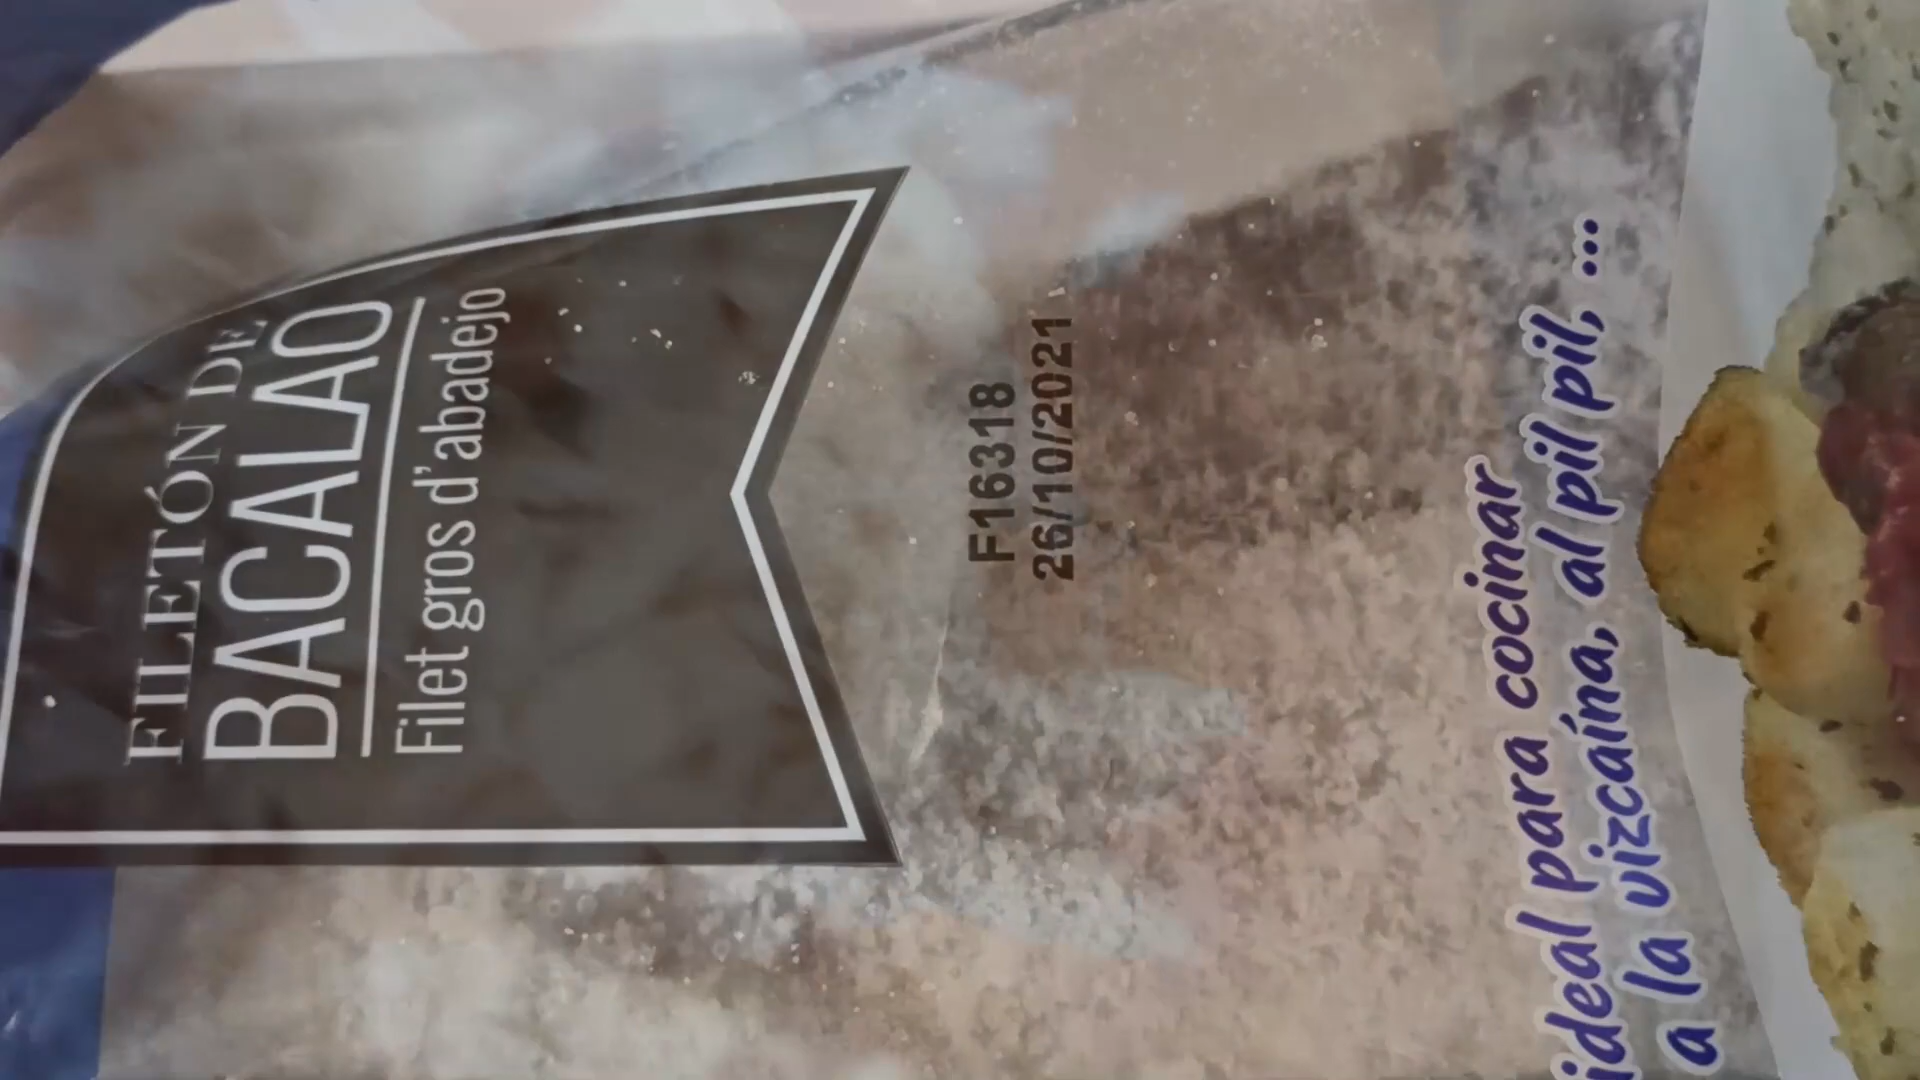 FILETÓN DE
BACALAO
Filet gros d'abadejo
F16318
26/10/2021
ideal para cocinar
a la vizcaína, al pil pil, ...